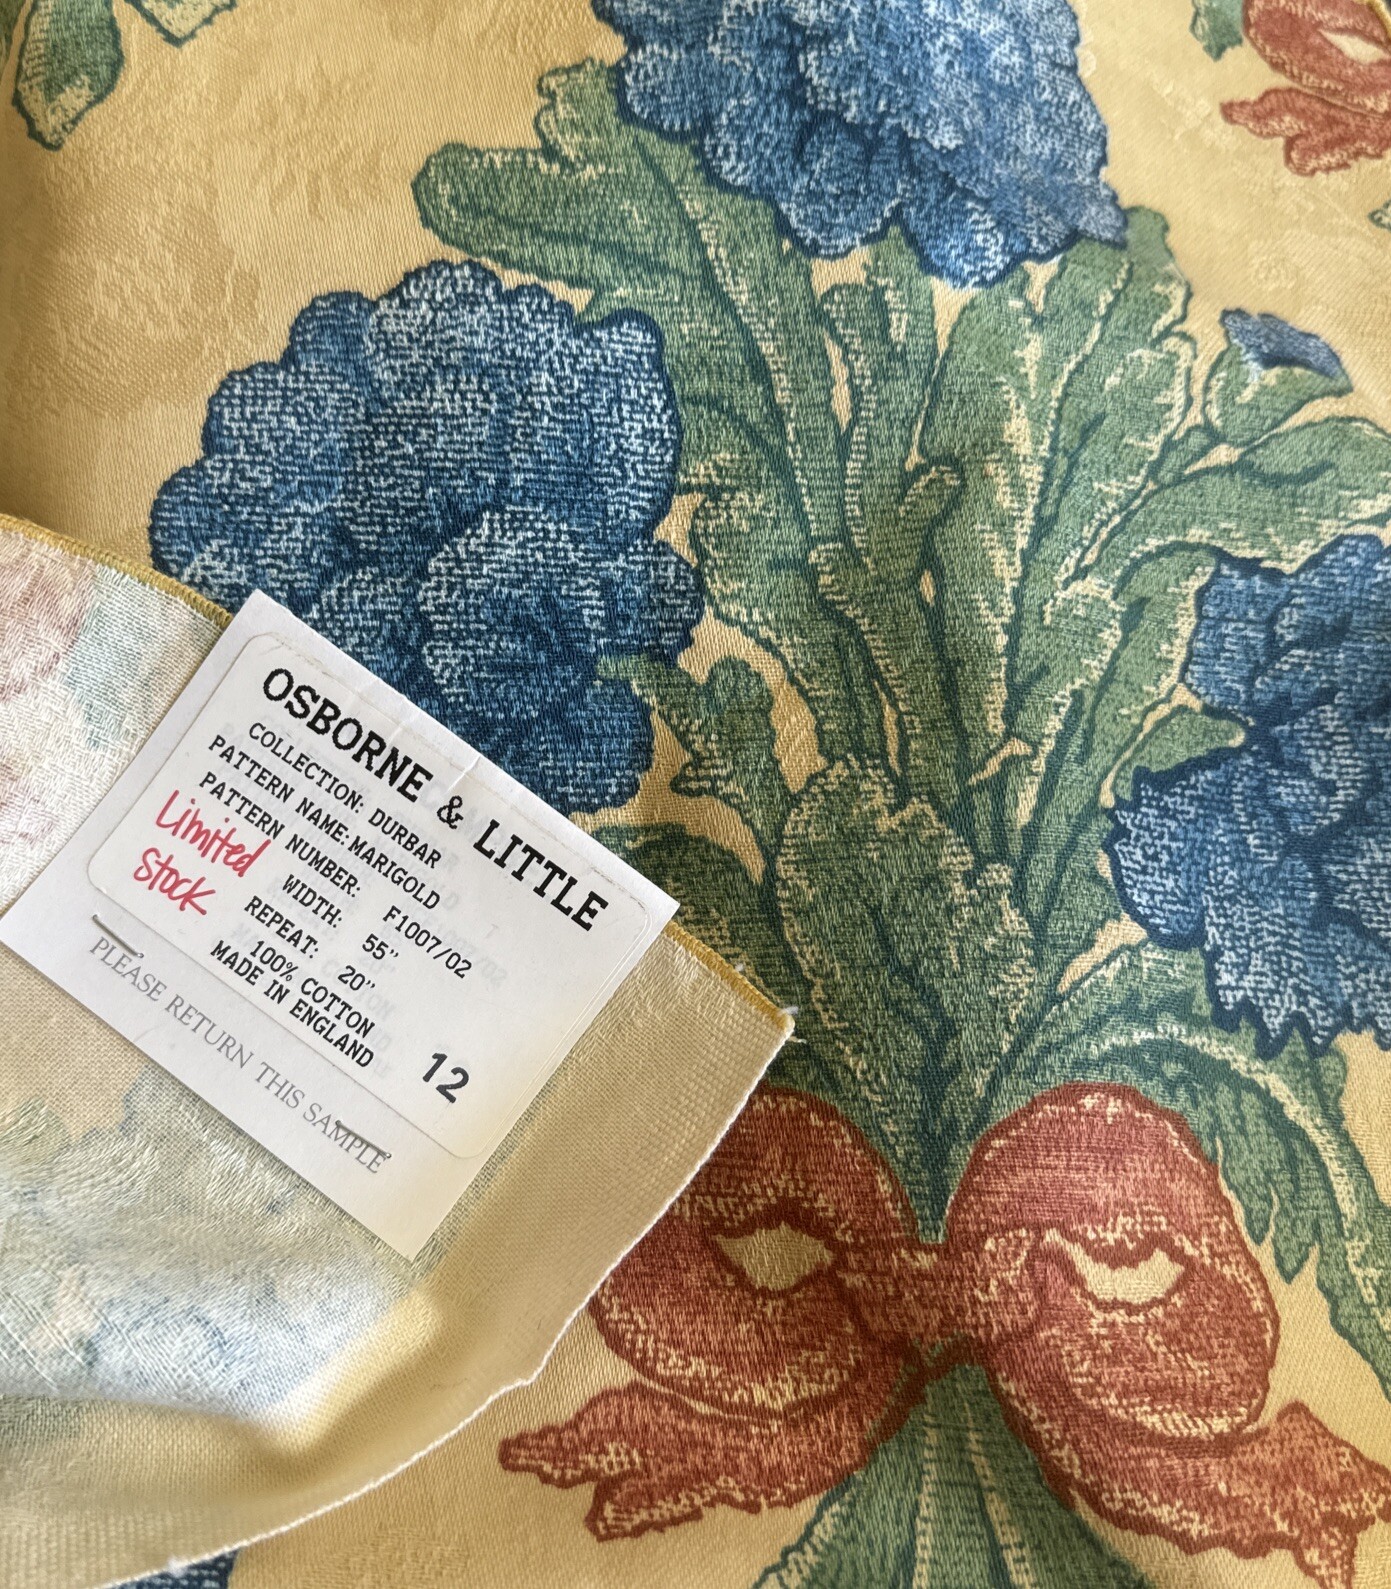 OSBORNE & LITTLE
COLLECTION: DURBAR
PATTERN NAME: MARIGOLD
PATTERN NUMBER: F1007/02
WIDTH: 55"
REPEAT: 20"
100% COTTON
MADE IN ENGLAND
12
Limited
Stock
PLEASE RETURN THIS SAMPLE